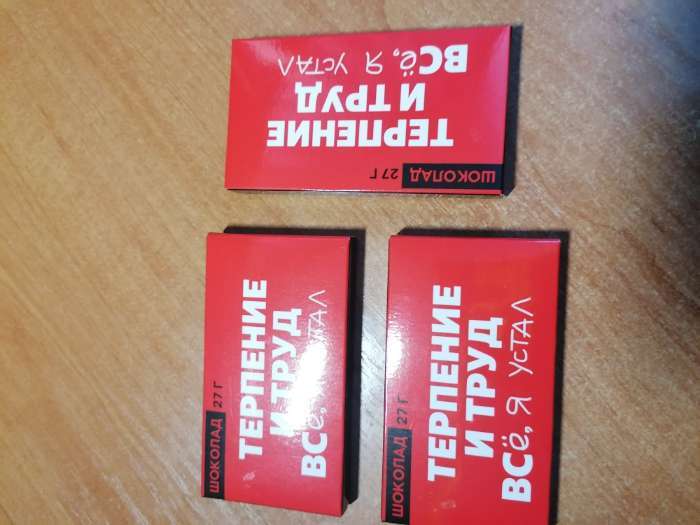 ШОКОЛАД 27 Г
ТЕРПЕНИЕ
И ТРУД
ВСё, Я УСТАЛ
ШОКОЛАД 27 Г
ТЕРПЕНИЕ
И ТРУД
ВСё, УСТАЛ
ШОКОЛАД 27 Г
ТЕРПЕНИЕ
И ТРУД
ВСё, Я УСТАЛ